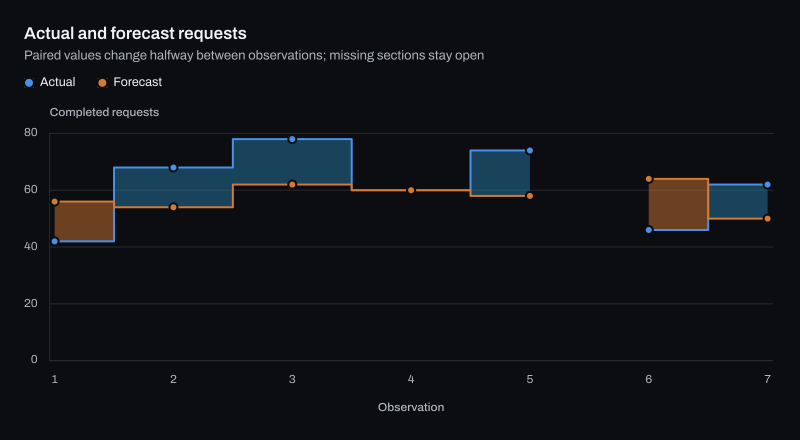 Actual and forecast requests
Paired values change halfway between observations; missing sections stay open
Actual Forecast
Completed requests
80
60
40
20
0
1 2 3 4 5 6 7
Observation